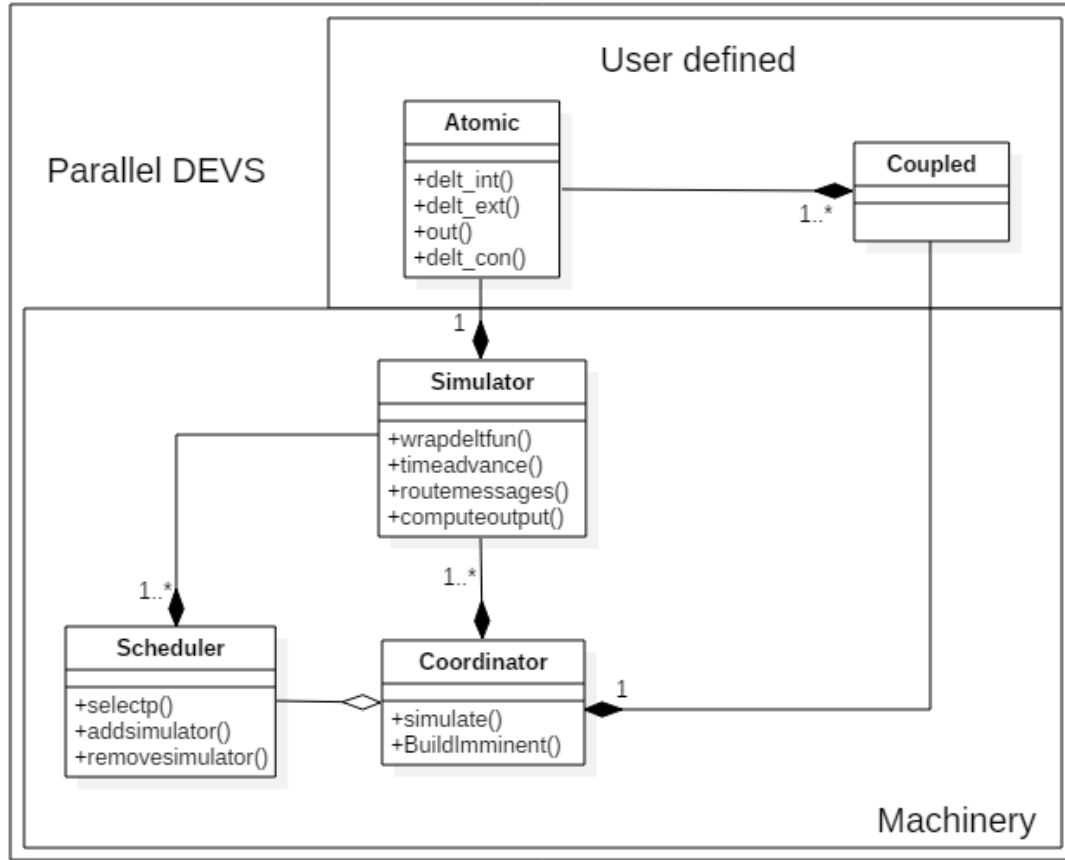 User defined
Parallel DEVS
Atomic
+delt_int()
+delt_ext()
+out()
+delt_con()
Coupled
1..*
1
Simulator
+wrapdeltfun()
+timeadvance()
+routemessages()
+computeoutput()
1..*
1..*
Scheduler
+selectp()
+addsimulator()
+removesimulator()
Coordinator
+simulate()
+BuildImminent()
1
Machinery